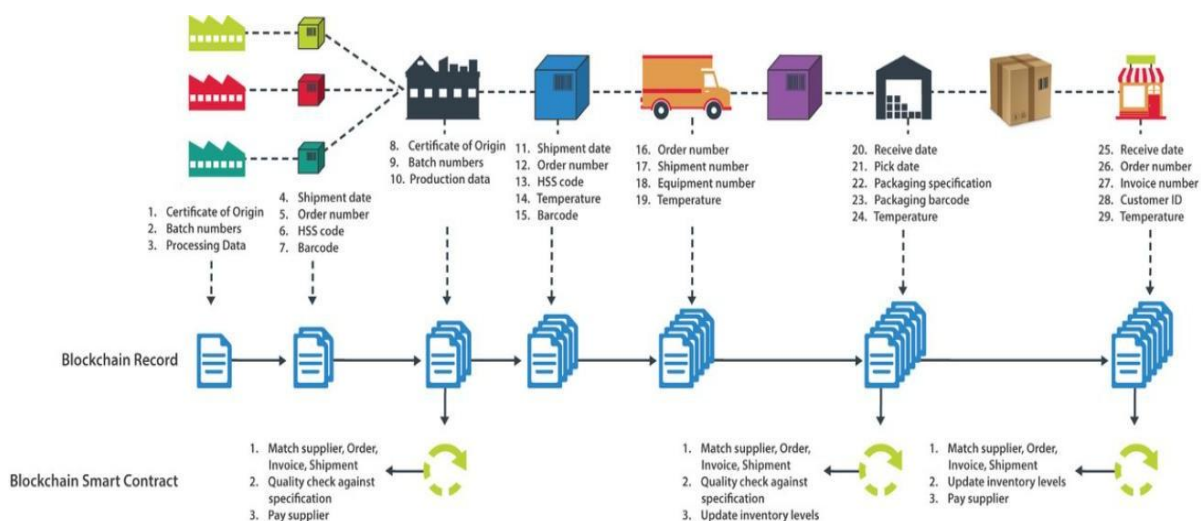 1. Certificate of Origin
2. Batch numbers
3. Processing Data
4. Shipment date
5. Order number
6. HSS code
7. Barcode
8. Certificate of Origin
9. Batch numbers
10. Production data
11. Shipment date
12. Order number
13. HSS code
14. Temperature
15. Barcode
16. Order number
17. Shipment number
18. Equipment number
19. Temperature
20. Receive date
21. Pick date
22. Packaging specification
23. Packaging barcode
24. Temperature
25. Receive date
26. Order number
27. Invoice number
28. Customer ID
29. Temperature
Blockchain Record
Blockchain Smart Contract
1. Match supplier, Order,
Invoice, Shipment
2. Quality check against
specification
3. Pay supplier
1. Match supplier, Order,
Invoice, Shipment
2. Quality check against
specification
3. Update inventory levels
1. Match supplier, Order,
Invoice, Shipment
2. Update inventory levels
3. Pay supplier